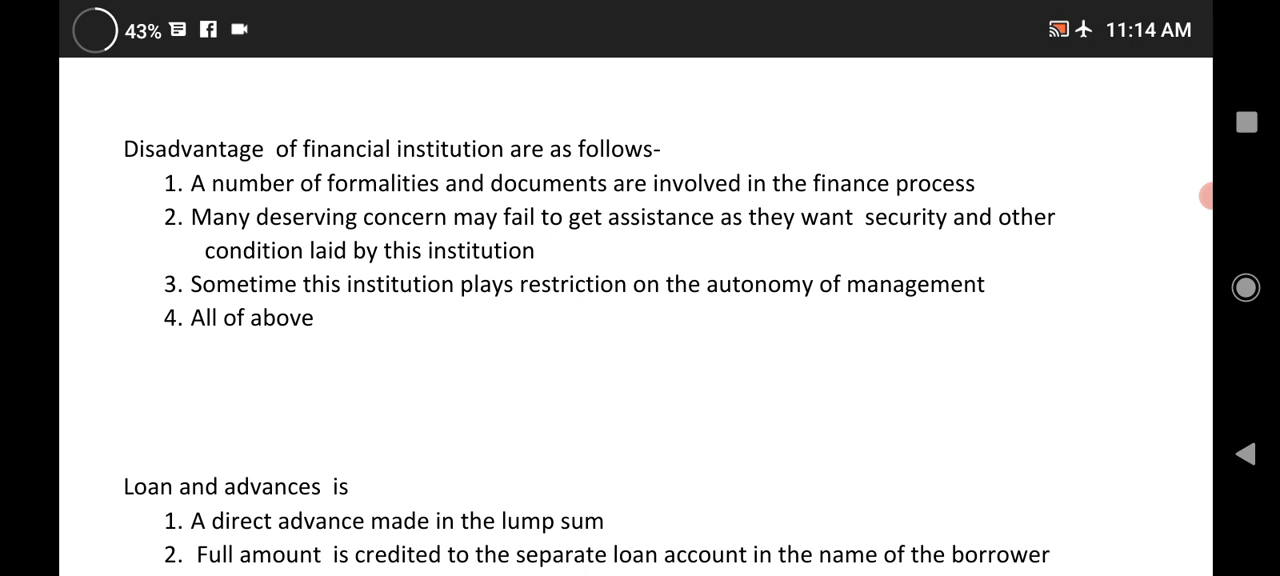 43% 11:14 AM
Disadvantage  of financial institution are as follows-
1. A number of formalities and documents are involved in the finance process
2. Many deserving concern may fail to get assistance as they want  security and other
condition laid by this institution
3. Sometime this institution plays restriction on the autonomy of management
4. All of above
Loan and advances  is
1. A direct advance made in the lump sum
2.  Full amount  is credited to the separate loan account in the name of the borrower